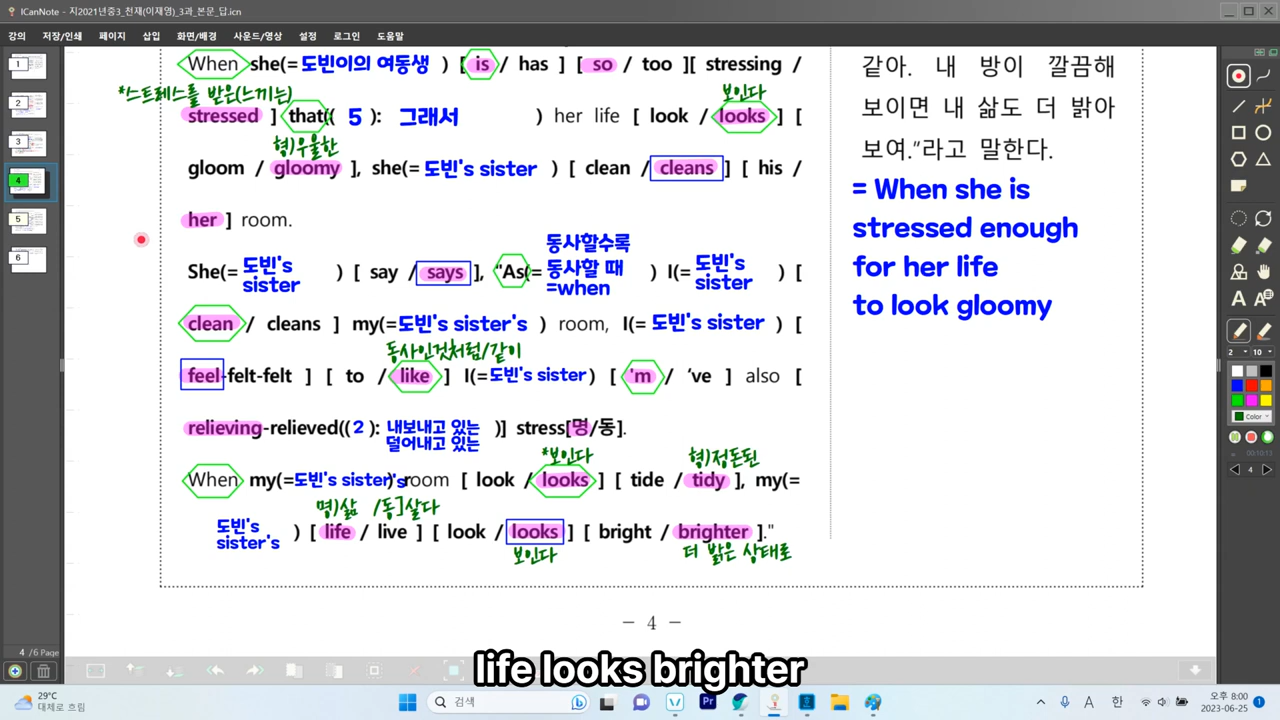 ICanNote - 지2021년중3_천재(이재영)_3과_본문_답.icn
강의 저장/인쇄 페이지 삽입 화면/배경 사운드/영상 설정 로그인 도움말
1
2
3
4
5
6
When she(= 도빈이의 여동생 ) [ is / has ] [ so / too ][ stressing /
*스트레스를 받은(느끼는) 보인다
stressed ] that(( 5 ): 그래서 ) her life [ look / looks ] [
형)우울한
gloom / gloomy ], she(= 도빈's sister ) [ clean / cleans ] [ his /
her ] room.
동사할수록
She(= 도빈's sister ) [ say / says ], "As(= 동사할 때 =when ) I(= 도빈's sister ) [
clean / cleans ] my(=도빈's sister's ) room, I(= 도빈's sister ) [
동사인것처럼/같이
feel-felt-felt ] [ to / like ] I(=도빈's sister) [ 'm / 've ] also [
relieving-relieved((2): 내보내고 있는 덜어내고 있는 )] stress[명/동].
*보인다 형)정돈된
When my(=도빈's sister's) room [ look / looks ] [ tide / tidy ], my(=
명)삶 /동]살다
도빈's sister's ) [ life / live ] [ look / looks ] [ bright / brighter ]."
보인다 더 밝은 상태로
- 4 -
같아. 내 방이 깔끔해
보이면 내 삶도 더 밝아
보여."라고 말한다.
= When she is
stressed enough
for her life
to look gloomy
life looks brighter
2 10
Color
00:10:13
4
4 /6 Page
29°C
대체로 흐림
검색
A 한
오후 8:00
2023-06-25